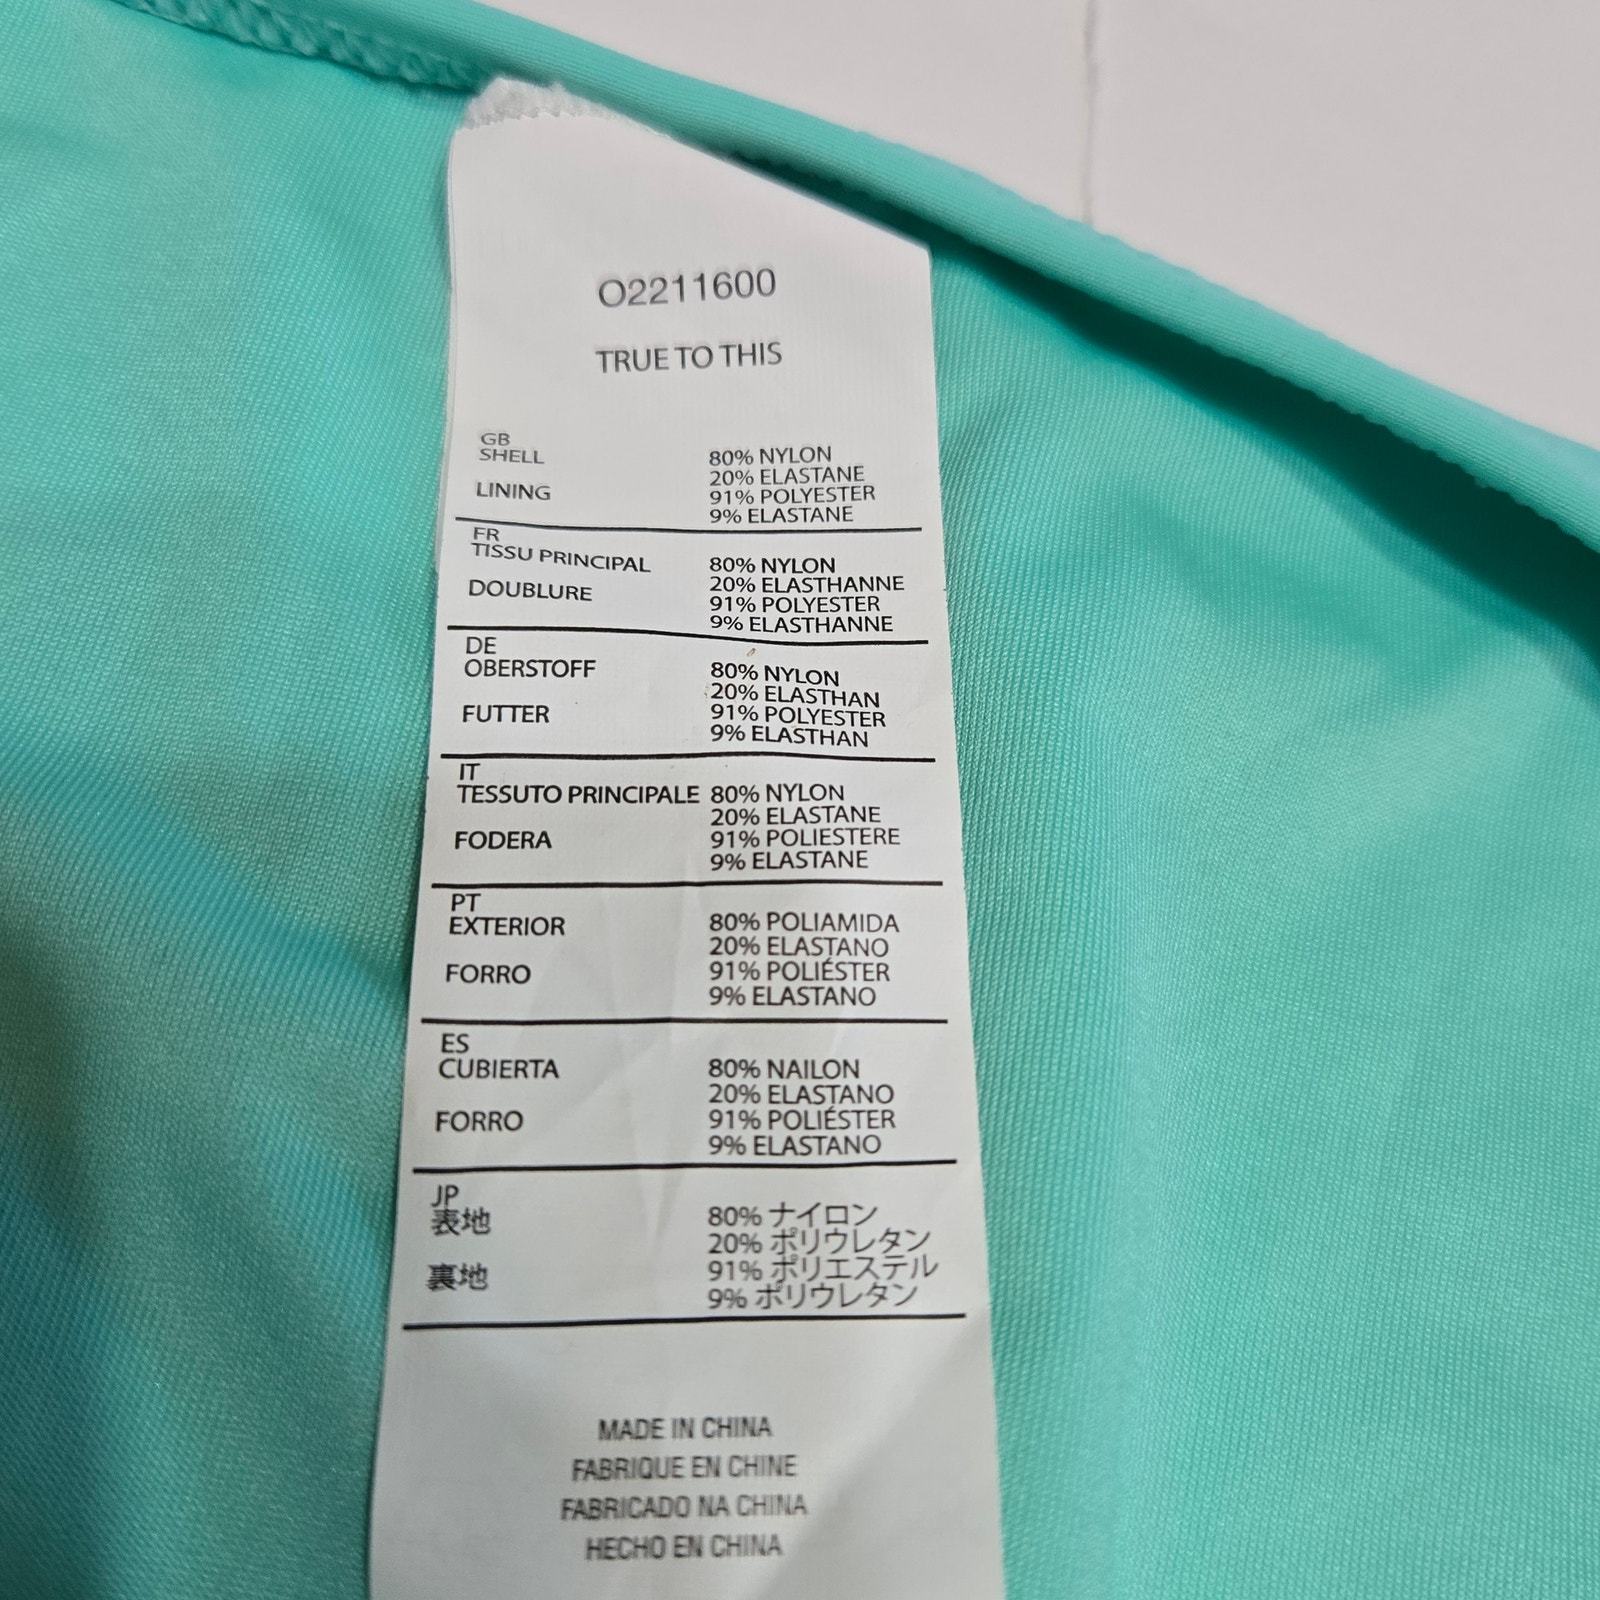 O2211600
TRUE TO THIS
GB
SHELL 80% NYLON
20% ELASTANE
LINING 91% POLYESTER
9% ELASTANE
FR
TISSU PRINCIPAL 80% NYLON
20% ELASTHANNE
DOUBLURE 91% POLYESTER
9% ELASTHANNE
DE
OBERSTOFF 80% NYLON
20% ELASTHAN
FUTTER 91% POLYESTER
9% ELASTHAN
IT
TESSUTO PRINCIPALE 80% NYLON
20% ELASTANE
FODERA 91% POLIESTERE
9% ELASTANE
PT
EXTERIOR 80% POLIAMIDA
20% ELASTANO
FORRO 91% POLIÉSTER
9% ELASTANO
ES
CUBIERTA 80% NAILON
20% ELASTANO
FORRO 91% POLIÉSTER
9% ELASTANO
JP
表地 80% ナイロン
20% ポリウレタン
裏地 91% ポリエステル
9% ポリウレタン
MADE IN CHINA
FABRIQUE EN CHINE
FABRICADO NA CHINA
HECHO EN CHINA